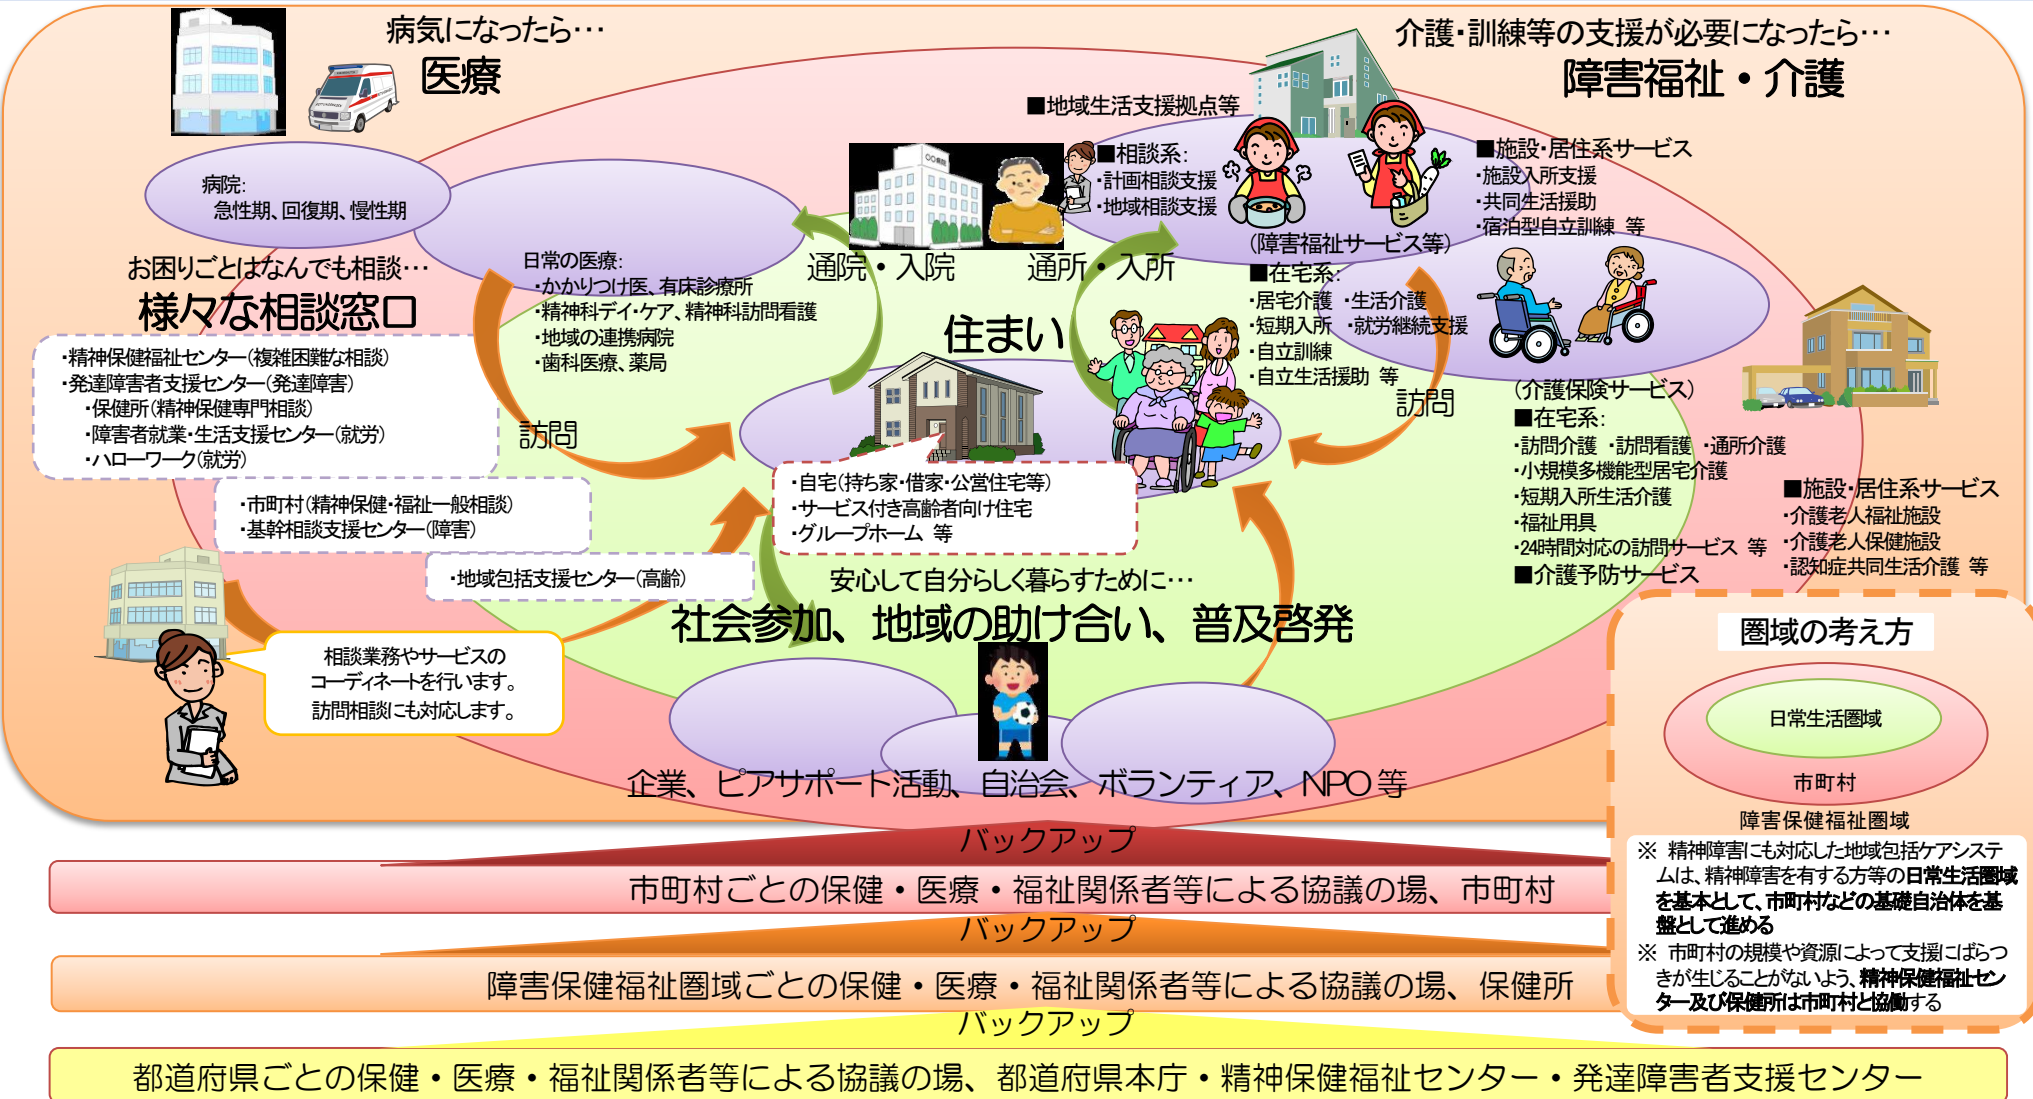 病気になったら…
医療
介護・訓練等の支援が必要になったら…
障害福祉・介護
病院:
急性期、回復期、慢性期
日常の医療:
・かかりつけ医、有床診療所
・精神科デイ・ケア、精神科訪問看護
・地域の連携病院
・歯科医療、薬局
お困りごとはなんでも相談…
様々な相談窓口
・精神保健福祉センター(複雑困難な相談)
・発達障害者支援センター(発達障害)
・保健所(精神保健専門相談)
・障害者就業・生活支援センター(就労)
・ハローワーク(就労)
・市町村(精神保健・福祉一般相談)
・基幹相談支援センター(障害)
・地域包括支援センター(高齢)
相談業務やサービスの
コーディネートを行います。
訪問相談にも対応します。
訪問
○○病院
通院・入院
通所・入所
■地域生活支援拠点等
■相談系:
・計画相談支援
・地域相談支援
■施設・居住系サービス
・施設入所支援
・共同生活援助
・宿泊型自立訓練 等
(障害福祉サービス等)
■在宅系:
・居宅介護 ・生活介護
・短期入所 ・就労継続支援
・自立訓練
・自立生活援助 等
訪問
(介護保険サービス)
■在宅系:
・訪問介護 ・訪問看護 ・通所介護
・小規模多機能型居宅介護
・短期入所生活介護
・福祉用具
・24時間対応の訪問サービス 等
■介護予防サービス
■施設・居住系サービス
・介護老人福祉施設
・介護老人保健施設
・認知症共同生活介護 等
住まい
・自宅(持ち家・借家・公営住宅等)
・サービス付き高齢者向け住宅
・グループホーム 等
安心して自分らしく暮らすために…
社会参加、地域の助け合い、普及啓発
企業、ピアサポート活動、自治会、ボランティア、NPO 等
圏域の考え方
日常生活圏域
市町村
障害保健福祉圏域
※ 精神障害にも対応した地域包括ケアシステ
ムは、精神障害を有する方等の日常生活圏域
を基本として、市町村などの基礎自治体を基
盤として進める
※ 市町村の規模や資源によって支援にばらつ
きが生じることがないよう、精神保健福祉セン
ター及び保健所は市町村と協働する
バックアップ
市町村ごとの保健・医療・福祉関係者等による協議の場、市町村
バックアップ
障害保健福祉圏域ごとの保健・医療・福祉関係者等による協議の場、保健所
バックアップ
都道府県ごとの保健・医療・福祉関係者等による協議の場、都道府県本庁・精神保健福祉センター・発達障害者支援センター